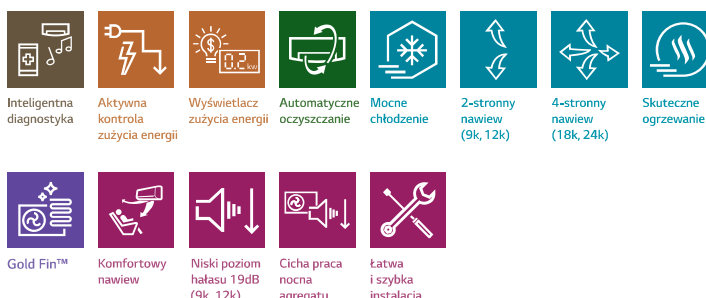 0.2 kw
Inteligentna
diagnostyka
Aktywna
kontrola
zużycia energii
Wyświetlacz
zużycia energii
Automatyczne
oczyszczanie
Mocne
chłodzenie
2-stronny
nawiew
(9k, 12k)
4-stronny
nawiew
(18k, 24k)
Skuteczne
ogrzewanie
Gold Fin™
Komfortowy
nawiew
Niski poziom
hałasu 19dB
(9k, 12k)
Cicha praca
nocna
agregatu
Łatwa
i szybka
instalacja